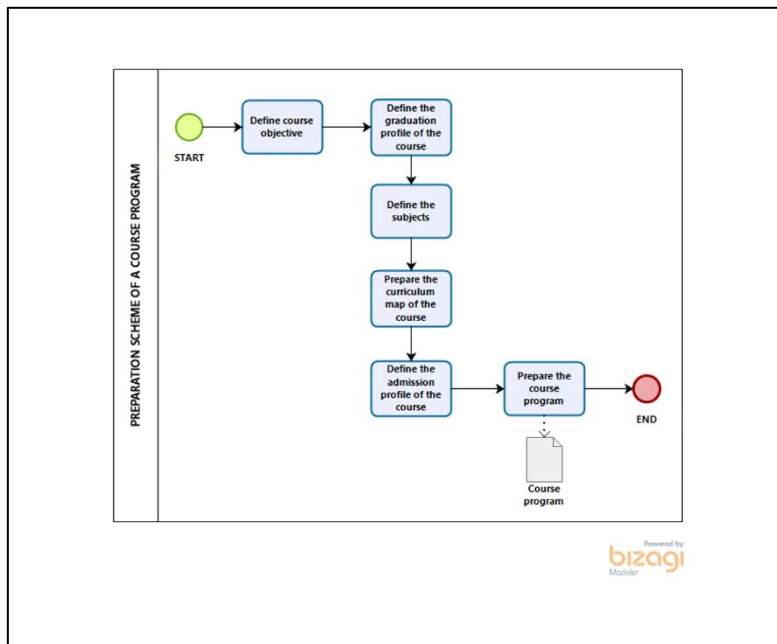 PREPARATION SCHEME OF A COURSE PROGRAM
START
Define course
objective
Define the
graduation
profile of the
course
Define the
subjects
Prepare the
curriculum
map of the
course
Define the
admission
profile of the
course
Prepare the
course
program
END
Course
program
Powered by
bizagi
Modeler